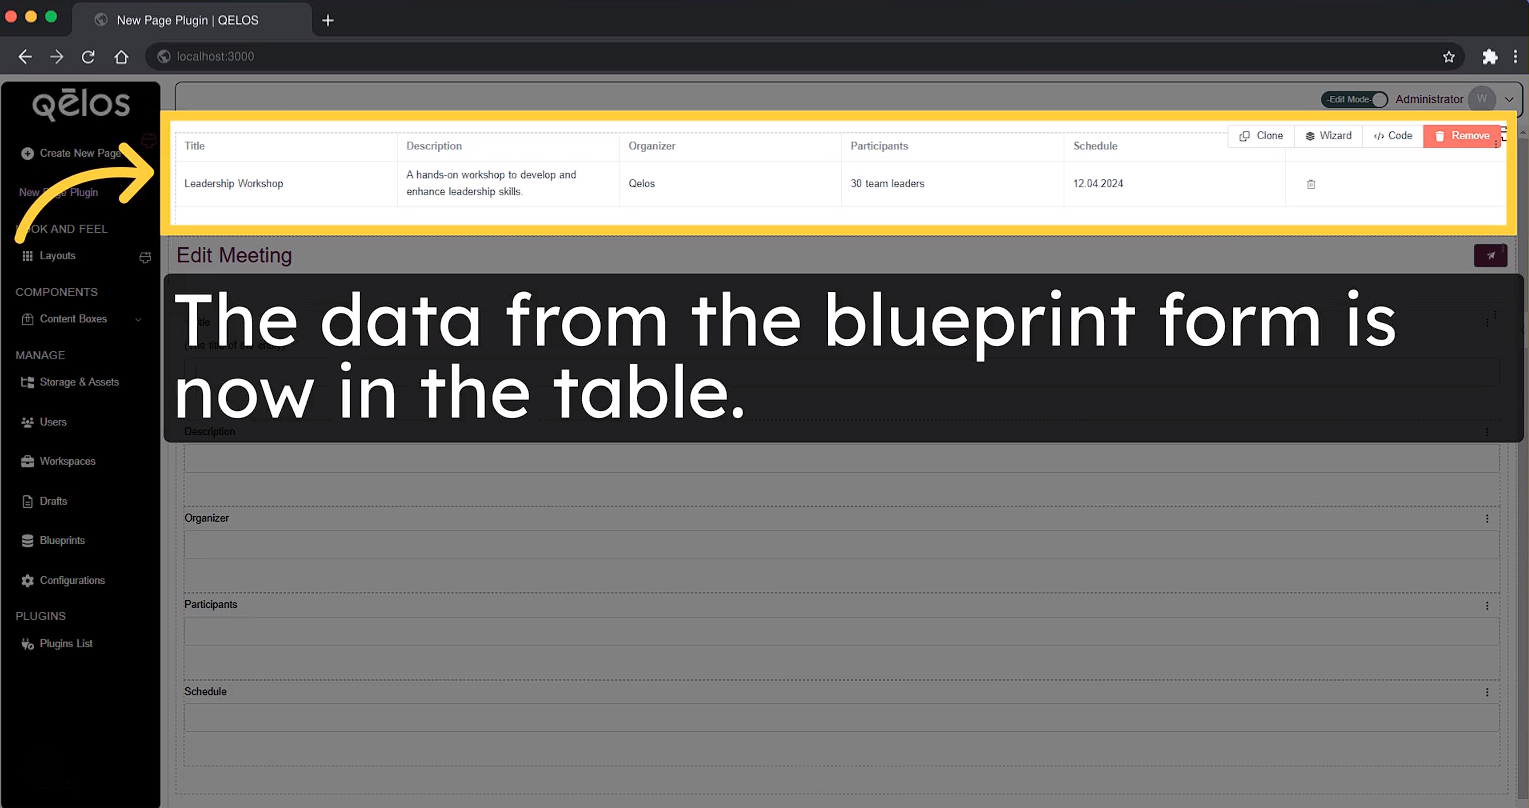 New Page Plugin | QELOS
localhost:3000
qēlos
-Edit Mode-
Administrator
W
Create New Page
New Page Plugin
LOOK AND FEEL
Layouts
COMPONENTS
Content Boxes
MANAGE
Storage & Assets
Users
Workspaces
Drafts
Blueprints
Configurations
PLUGINS
Plugins List
Clone
Wizard
</> Code
Remove
Title Description Organizer Participants Schedule
Leadership Workshop A hands-on workshop to develop and
enhance leadership skills. Qelos 30 team leaders 12.04.2024
Edit Meeting
The data from the blueprint form is
now in the table.
Description
Organizer
Participants
Schedule